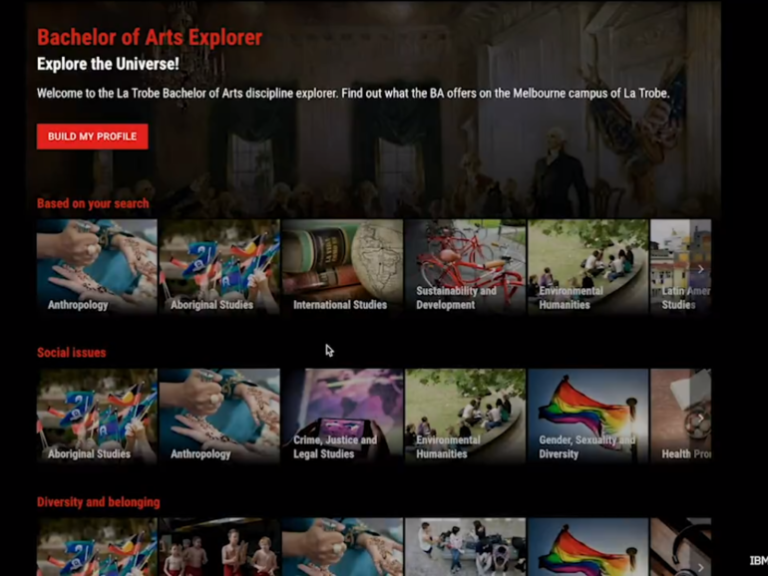 Bachelor of Arts Explorer
Explore the Universe!
Welcome to the La Trobe Bachelor of Arts discipline explorer. Find out what the BA offers on the Melbourne campus of La Trobe.
BUILD MY PROFILE
Based on your search
Anthropology
Aboriginal Studies
International Studies
Sustainability and
Development
Environmental
Humanities
Latin Amer
Studies
Social issues
Aboriginal Studies
Anthropology
Crime, Justice and
Legal Studies
Environmental
Humanities
Gender, Sexuality and
Diversity
Health Pro
Diversity and belonging
IBM